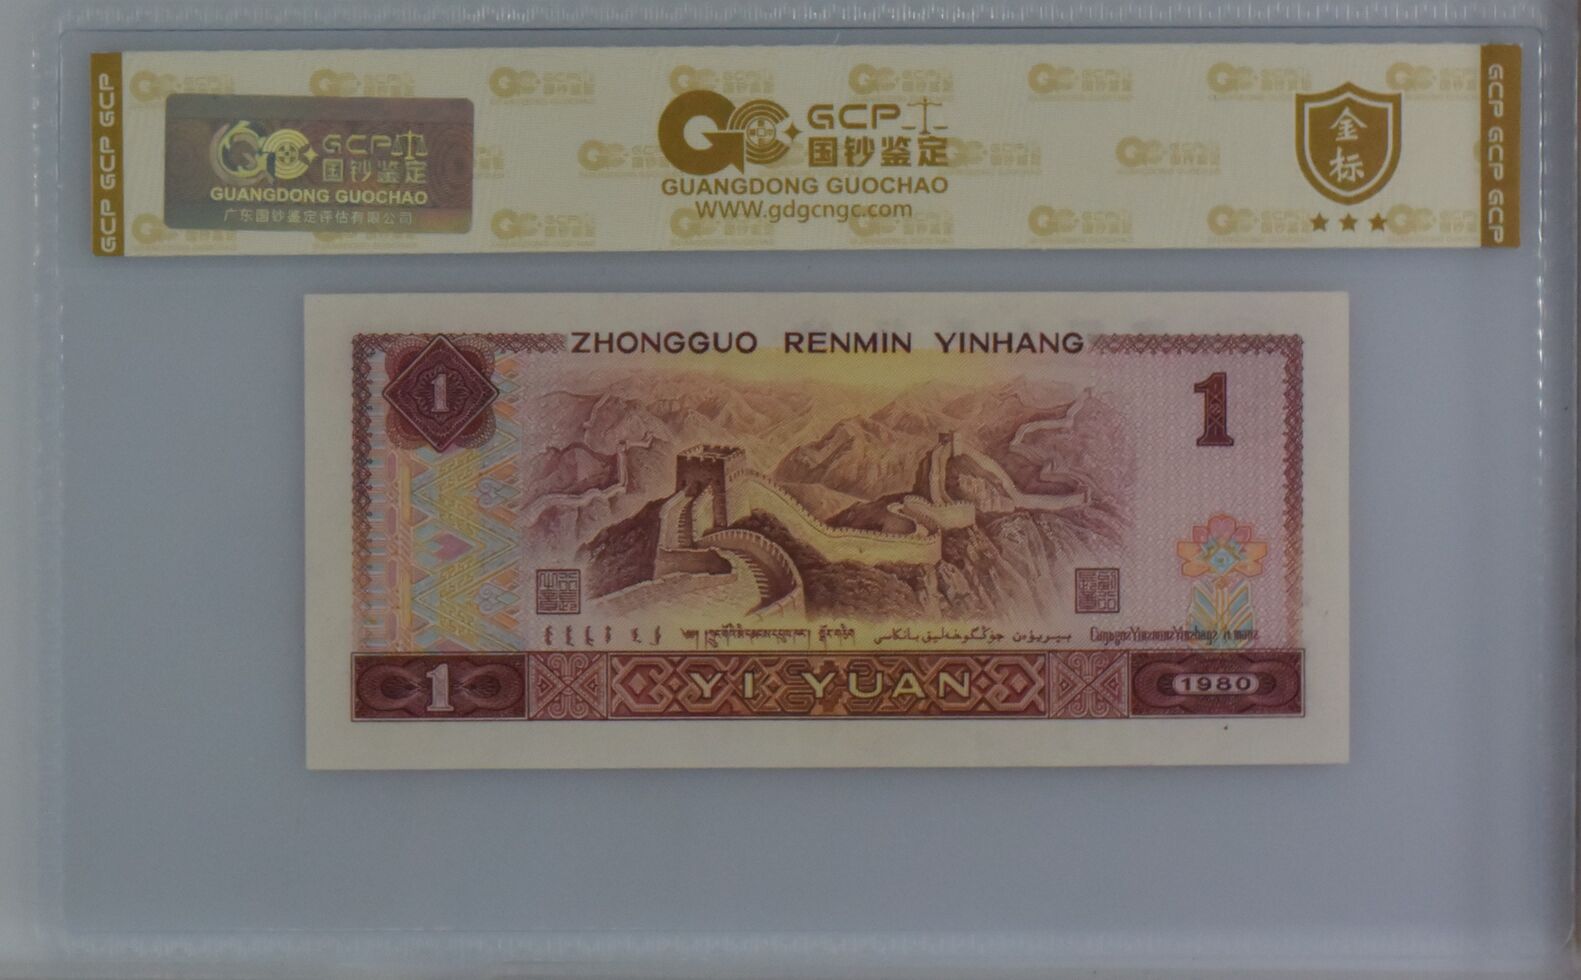 GCP GCP GCP
GCP
国钞鉴定
GUANGDONG GUOCHAO
广东国钞鉴定评估有限公司
GCP
国钞鉴定
GUANGDONG GUOCHAO
WWW.gdgcngc.com
金标
GCP GCP GCP
ZHONGGUO RENMIN YINHANG
1
1
1
YI YUAN
1980